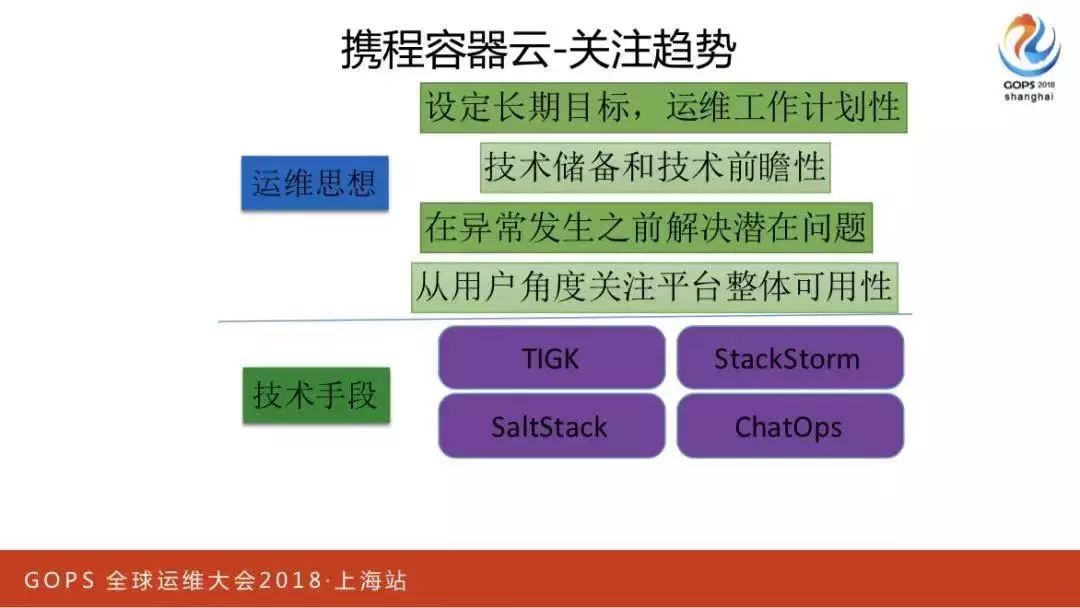 携程容器云-关注趋势
GOPS 2018
shanghai
设定长期目标，运维工作计划性
运维思想
技术储备和技术前瞻性
在异常发生之前解决潜在问题
从用户角度关注平台整体可用性
技术手段
TIGK
StackStorm
SaltStack
ChatOps
GOPS 全球运维大会2018·上海站